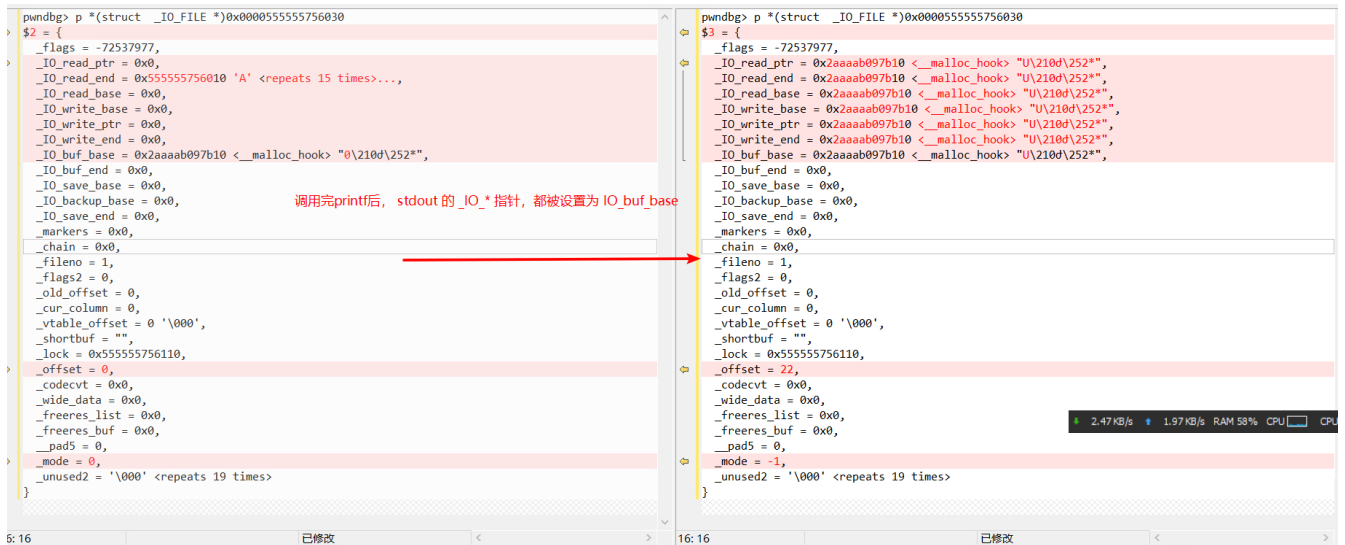 pwndbg> p *(struct _IO_FILE *)0x0000555555756030
$2 = {
_flags = -72537977,
_IO_read_ptr = 0x0,
_IO_read_end = 0x555555756010 'A' <repeats 15 times>...,
_IO_read_base = 0x0,
_IO_write_base = 0x0,
_IO_write_ptr = 0x0,
_IO_write_end = 0x0,
_IO_buf_base = 0x2aaaab097b10 <__malloc_hook> "0\210d\252*",
_IO_buf_end = 0x0,
_IO_save_base = 0x0,
_IO_backup_base = 0x0,
_IO_save_end = 0x0,
_markers = 0x0,
_chain = 0x0,
_fileno = 1,
_flags2 = 0,
_old_offset = 0,
_cur_column = 0,
_vtable_offset = 0 '\000',
_shortbuf = "",
_lock = 0x555555756110,
_offset = 0,
_codecvt = 0x0,
_wide_data = 0x0,
_freeres_list = 0x0,
_freeres_buf = 0x0,
__pad5 = 0,
_mode = 0,
_unused2 = '\000' <repeats 19 times>
}
调用完printf后， stdout 的 _IO_* 指针，都被设置为 IO_buf_base
pwndbg> p *(struct _IO_FILE *)0x0000555555756030
$3 = {
_flags = -72537977,
_IO_read_ptr = 0x2aaaab097b10 <__malloc_hook> "U\210d\252*",
_IO_read_end = 0x2aaaab097b10 <__malloc_hook> "U\210d\252*",
_IO_read_base = 0x2aaaab097b10 <__malloc_hook> "U\210d\252*",
_IO_write_base = 0x2aaaab097b10 <__malloc_hook> "U\210d\252*",
_IO_write_ptr = 0x2aaaab097b10 <__malloc_hook> "U\210d\252*",
_IO_write_end = 0x2aaaab097b10 <__malloc_hook> "U\210d\252*",
_IO_buf_base = 0x2aaaab097b10 <__malloc_hook> "U\210d\252*",
_IO_buf_end = 0x0,
_IO_save_base = 0x0,
_IO_backup_base = 0x0,
_IO_save_end = 0x0,
_markers = 0x0,
_chain = 0x0,
_fileno = 1,
_flags2 = 0,
_old_offset = 0,
_cur_column = 0,
_vtable_offset = 0 '\000',
_shortbuf = "",
_lock = 0x555555756110,
_offset = 22,
_codecvt = 0x0,
_wide_data = 0x0,
_freeres_list = 0x0,
_freeres_buf = 0x0,
__pad5 = 0,
_mode = -1,
_unused2 = '\000' <repeats 19 times>
}
2.47 KB/s 1.97 KB/s RAM 58% CPU CPU
6: 16 已修改
16: 16 已修改